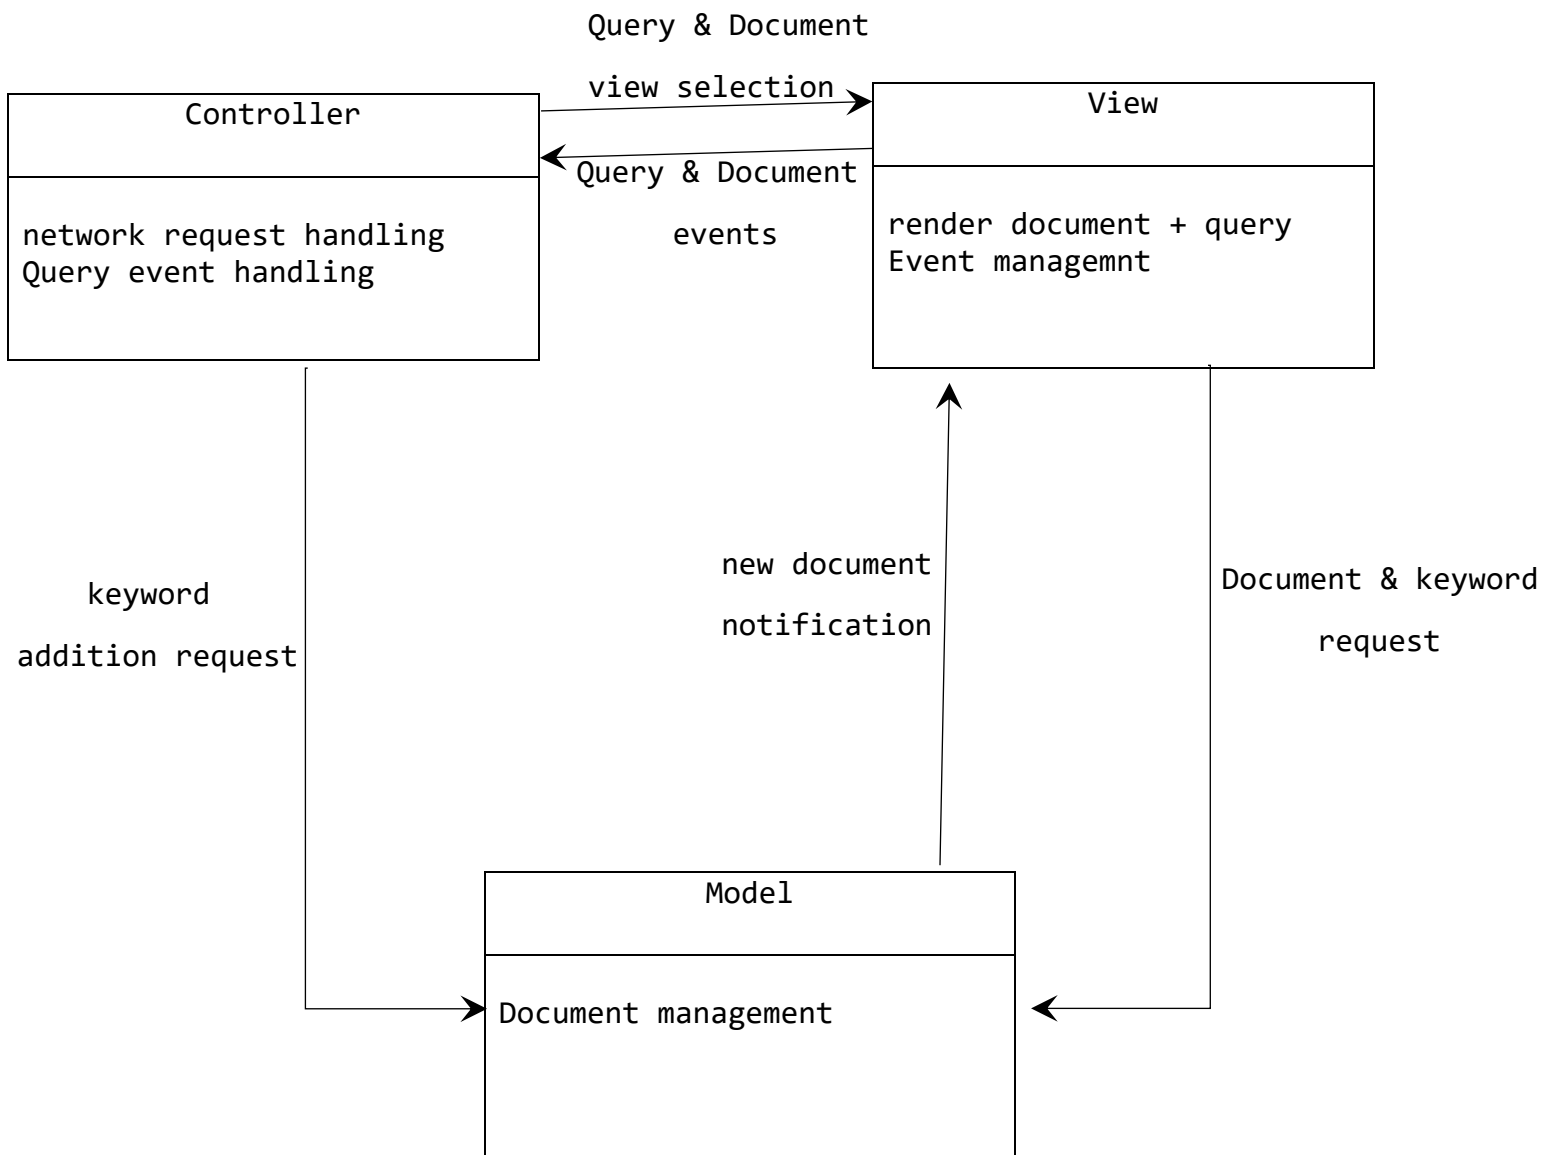 Query & Document
view selection
Controller
View
Query & Document
events
network request handling
Query event handling
render document + query
Event managemnt
new document
notification
Document & keyword
request
keyword
addition request
Model
Document management